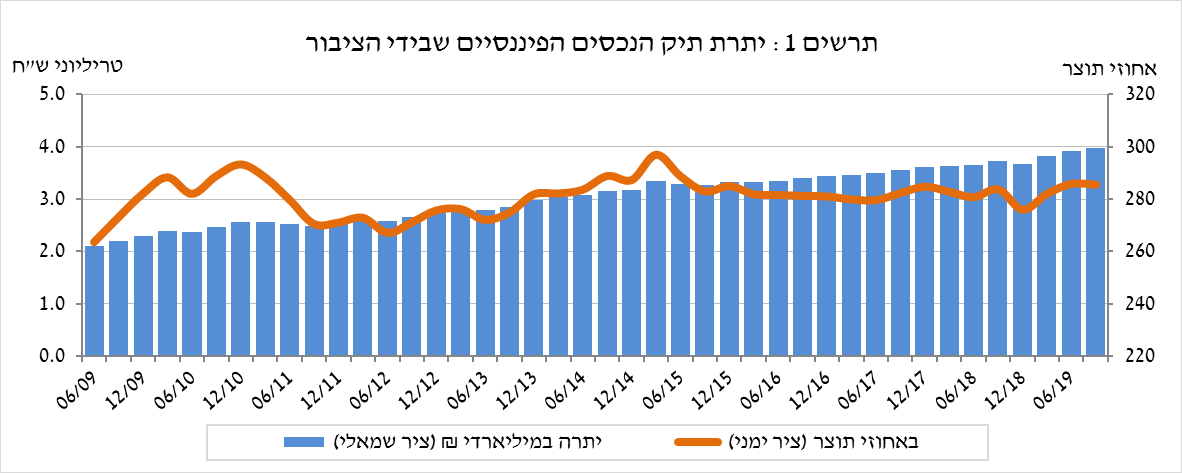 תרשים 1 : יתרת תיק הנכסים הפיננסיים שבידי הציבור
אחוזי תוצר
טריליוני ש"ח
5.0
4.0
3.0
2.0
1.0
0.0
320
300
280
260
240
220
06/09 12/09 06/10 12/10 06/11 12/11 06/12 12/12 06/13 12/13 06/14 12/14 06/15 12/15 06/16 12/16 06/17 12/17 06/18 12/18 06/19
באחוזי תוצר (ציר ימני) יתרה במיליארדי ₪ (ציר שמאלי)